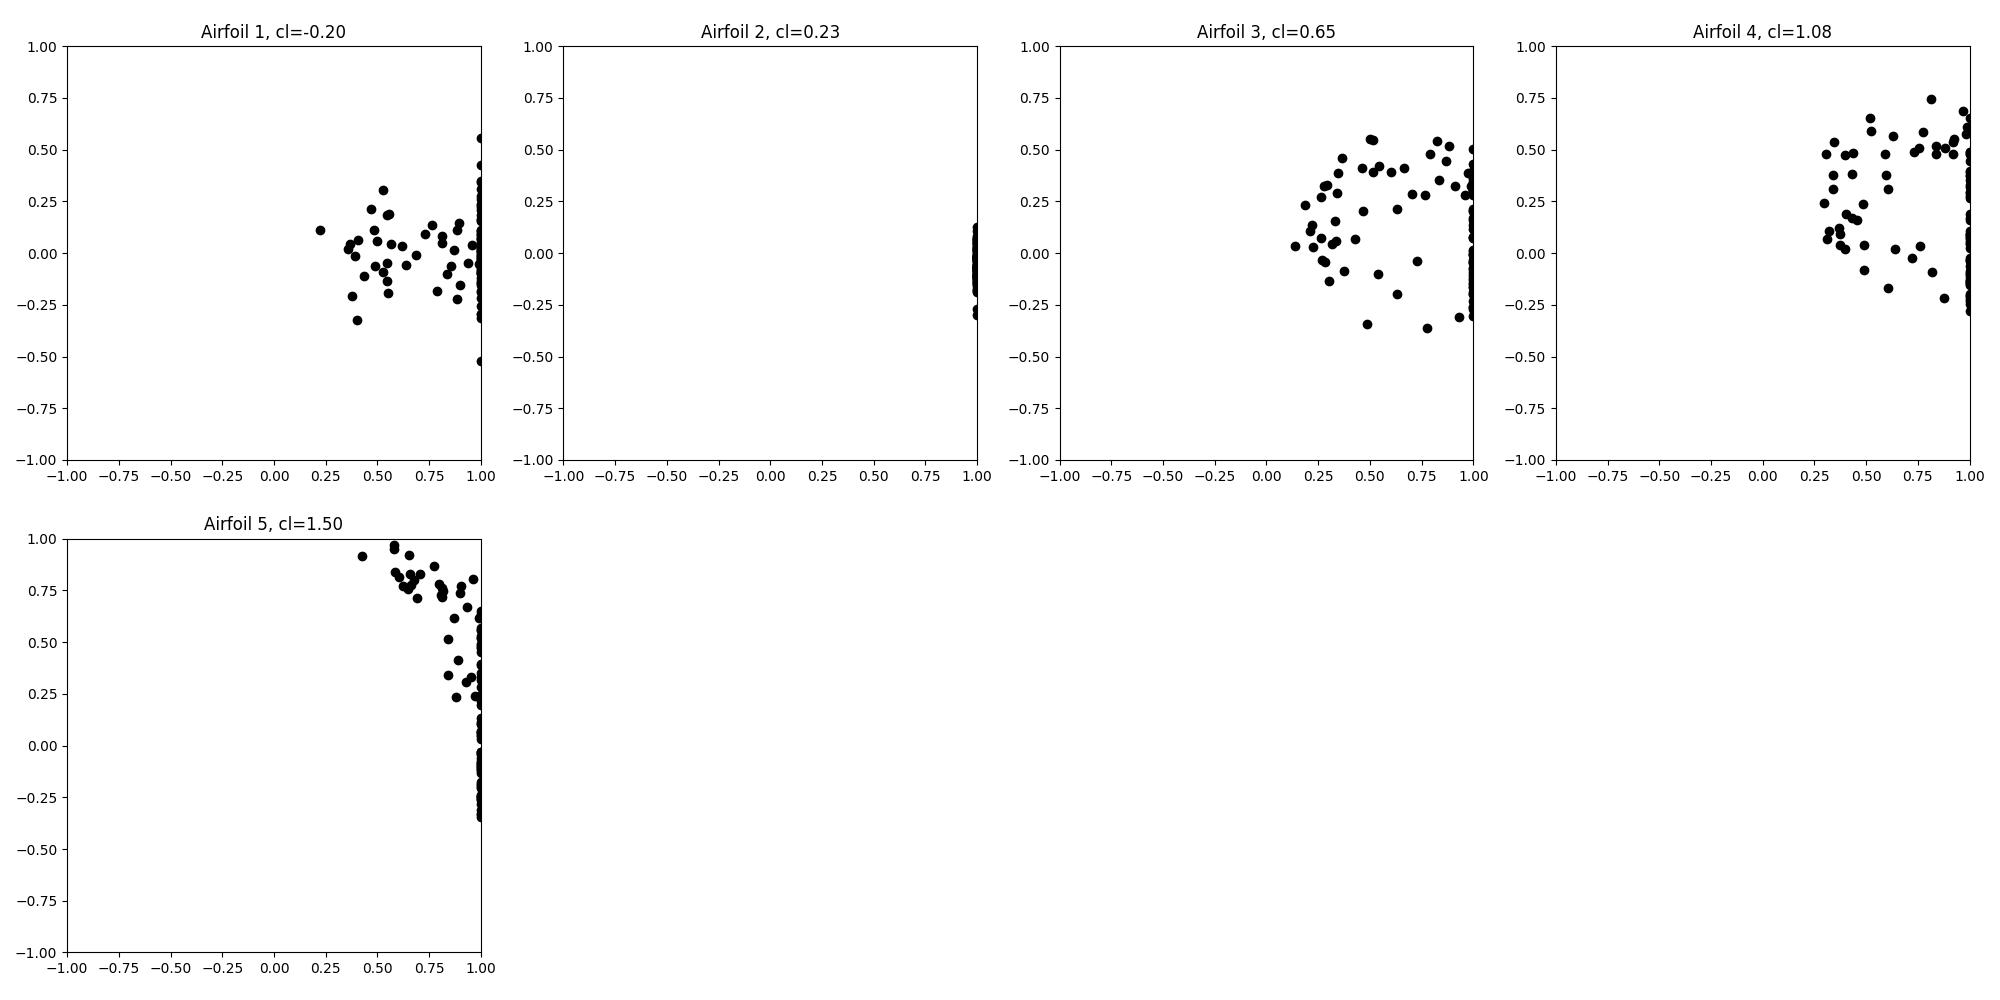 Airfoil 1, cl=-0.20
Airfoil 2, cl=0.23
Airfoil 3, cl=0.65
Airfoil 4, cl=1.08
1.00 1.00 1.00 1.00
0.75 0.75 0.75 0.75
0.50 0.50 0.50 0.50
0.25 0.25 0.25 0.25
0.00 0.00 0.00 0.00
−0.25 −0.25 −0.25 −0.25
−0.50 −0.50 −0.50 −0.50
−0.75 −0.75 −0.75 −0.75
−1.00 −1.00 −1.00 −1.00
−1.00 −0.75 −0.50 −0.25 0.00 0.25 0.50 0.75 1.00
−1.00 −0.75 −0.50 −0.25 0.00 0.25 0.50 0.75 1.00
−1.00 −0.75 −0.50 −0.25 0.00 0.25 0.50 0.75 1.00
−1.00 −0.75 −0.50 −0.25 0.00 0.25 0.50 0.75 1.00
Airfoil 5, cl=1.50
1.00
0.75
0.50
0.25
0.00
−0.25
−0.50
−0.75
−1.00
−1.00 −0.75 −0.50 −0.25 0.00 0.25 0.50 0.75 1.00